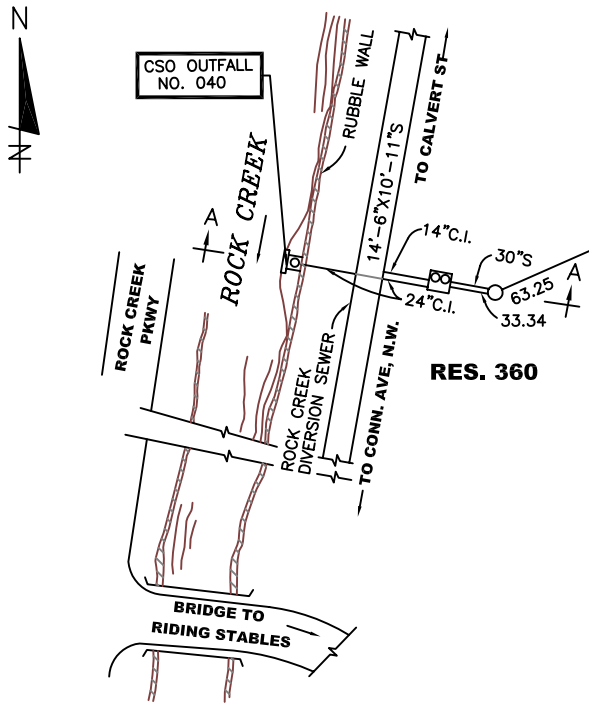 N
CSO OUTFALL
NO. 040
RUBBLE WALL
TO CALVERT ST
14'-6"X10'-11"S
ROCK CREEK
A
14"C.I.
30"S
A
63.25
33.34
24"C.I.
ROCK CREEK
PKWY
RES. 360
ROCK CREEK
DIVERSION SEWER
TO CONN. AVE, N.W.
BRIDGE TO
RIDING STABLES